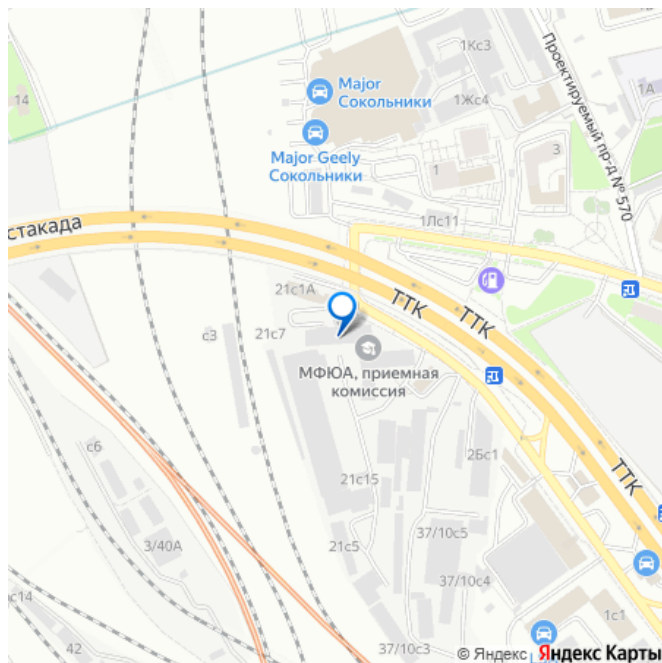 1Кс3
Проектируемый пр-д № 570
14
Major
Сокольники
1Жс4
1А
Major Geely
Сокольники
1
3
1Лс11
стакада
21с1А
ТТК
ТТК
с3
21с7
МФЮА, приемная
комиссия
2Бс1
ТТК
с6
21с15
3/40А
21с5
37/10с5
37/10с4
с14
1с1
42
37/10с3
© Яндекс Яндекс Карты